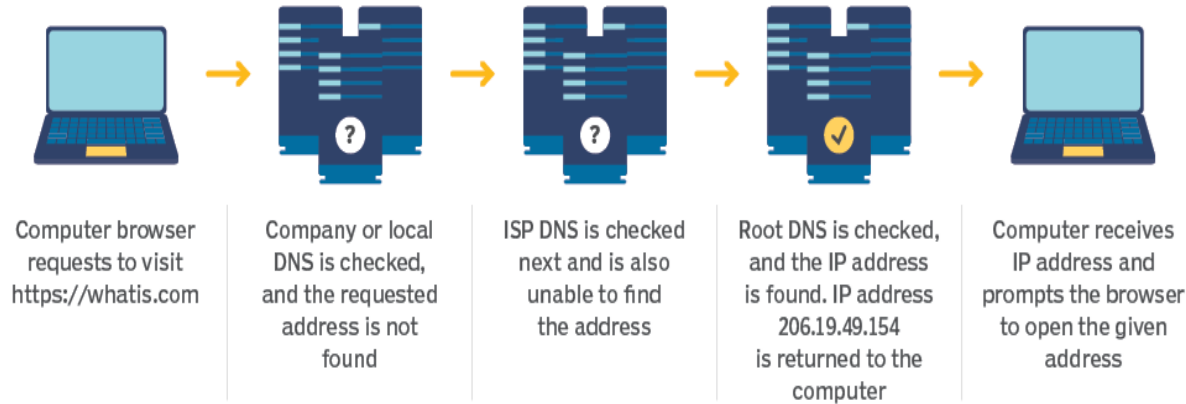 ?
?
Computer browser
requests to visit
https://whatis.com
Company or local
DNS is checked,
and the requested
address is not
found
ISP DNS is checked
next and is also
unable to find
the address
Root DNS is checked,
and the IP address
is found. IP address
206.19.49.154
is returned to the
computer
Computer receives
IP address and
prompts the browser
to open the given
address